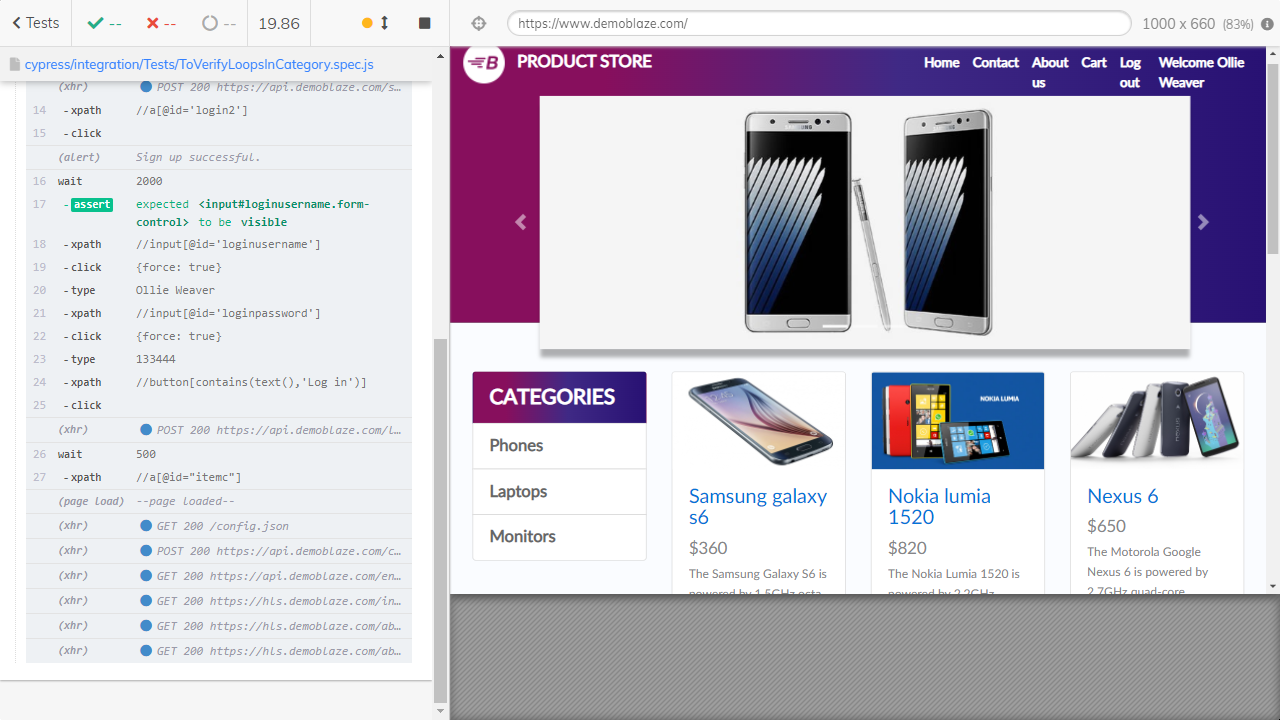 Tests
--
--
--
19.86
https://www.demoblaze.com/
1000 x 660 (83%)
cypress/integration/Tests/ToVerifyLoopsInCategory.spec.js
(xhr) POST 200 https://api.demoblaze.com/s...
14 -xpath //a[@id='login2']
15 -click
(alert) Sign up successful.
16 wait 2000
17 -assert expected <input#loginusername.form-
control> to be visible
18 -xpath //input[@id='loginusername']
19 -click {force: true}
20 -type Ollie Weaver
21 -xpath //input[@id='loginpassword']
22 -click {force: true}
23 -type 133444
24 -xpath //button[contains(text(),'Log in')]
25 -click
(xhr) POST 200 https://api.demoblaze.com/l...
26 wait 500
27 -xpath //a[@id="itemc"]
(page load) --page loaded--
(xhr) GET 200 /config.json
(xhr) POST 200 https://api.demoblaze.com/c...
(xhr) GET 200 https://api.demoblaze.com/en...
(xhr) GET 200 https://hls.demoblaze.com/in...
(xhr) GET 200 https://hls.demoblaze.com/ab...
(xhr) GET 200 https://hls.demoblaze.com/ab...
B
PRODUCT STORE
Home
Contact
About
us
Cart
Log
out
Welcome Ollie
Weaver
SAMSUNG
SAMSUNG
CATEGORIES
Phones
Laptops
Monitors
Samsung galaxy
s6
$360
The Samsung Galaxy S6 is
powered by 1.5GHz octa-
NOKIA LUMIA
Nokia lumia
1520
$820
The Nokia Lumia 1520 is
powered by 2.2GHz
Nexus 6
$650
The Motorola Google
Nexus 6 is powered by
2.7GHz quad-core